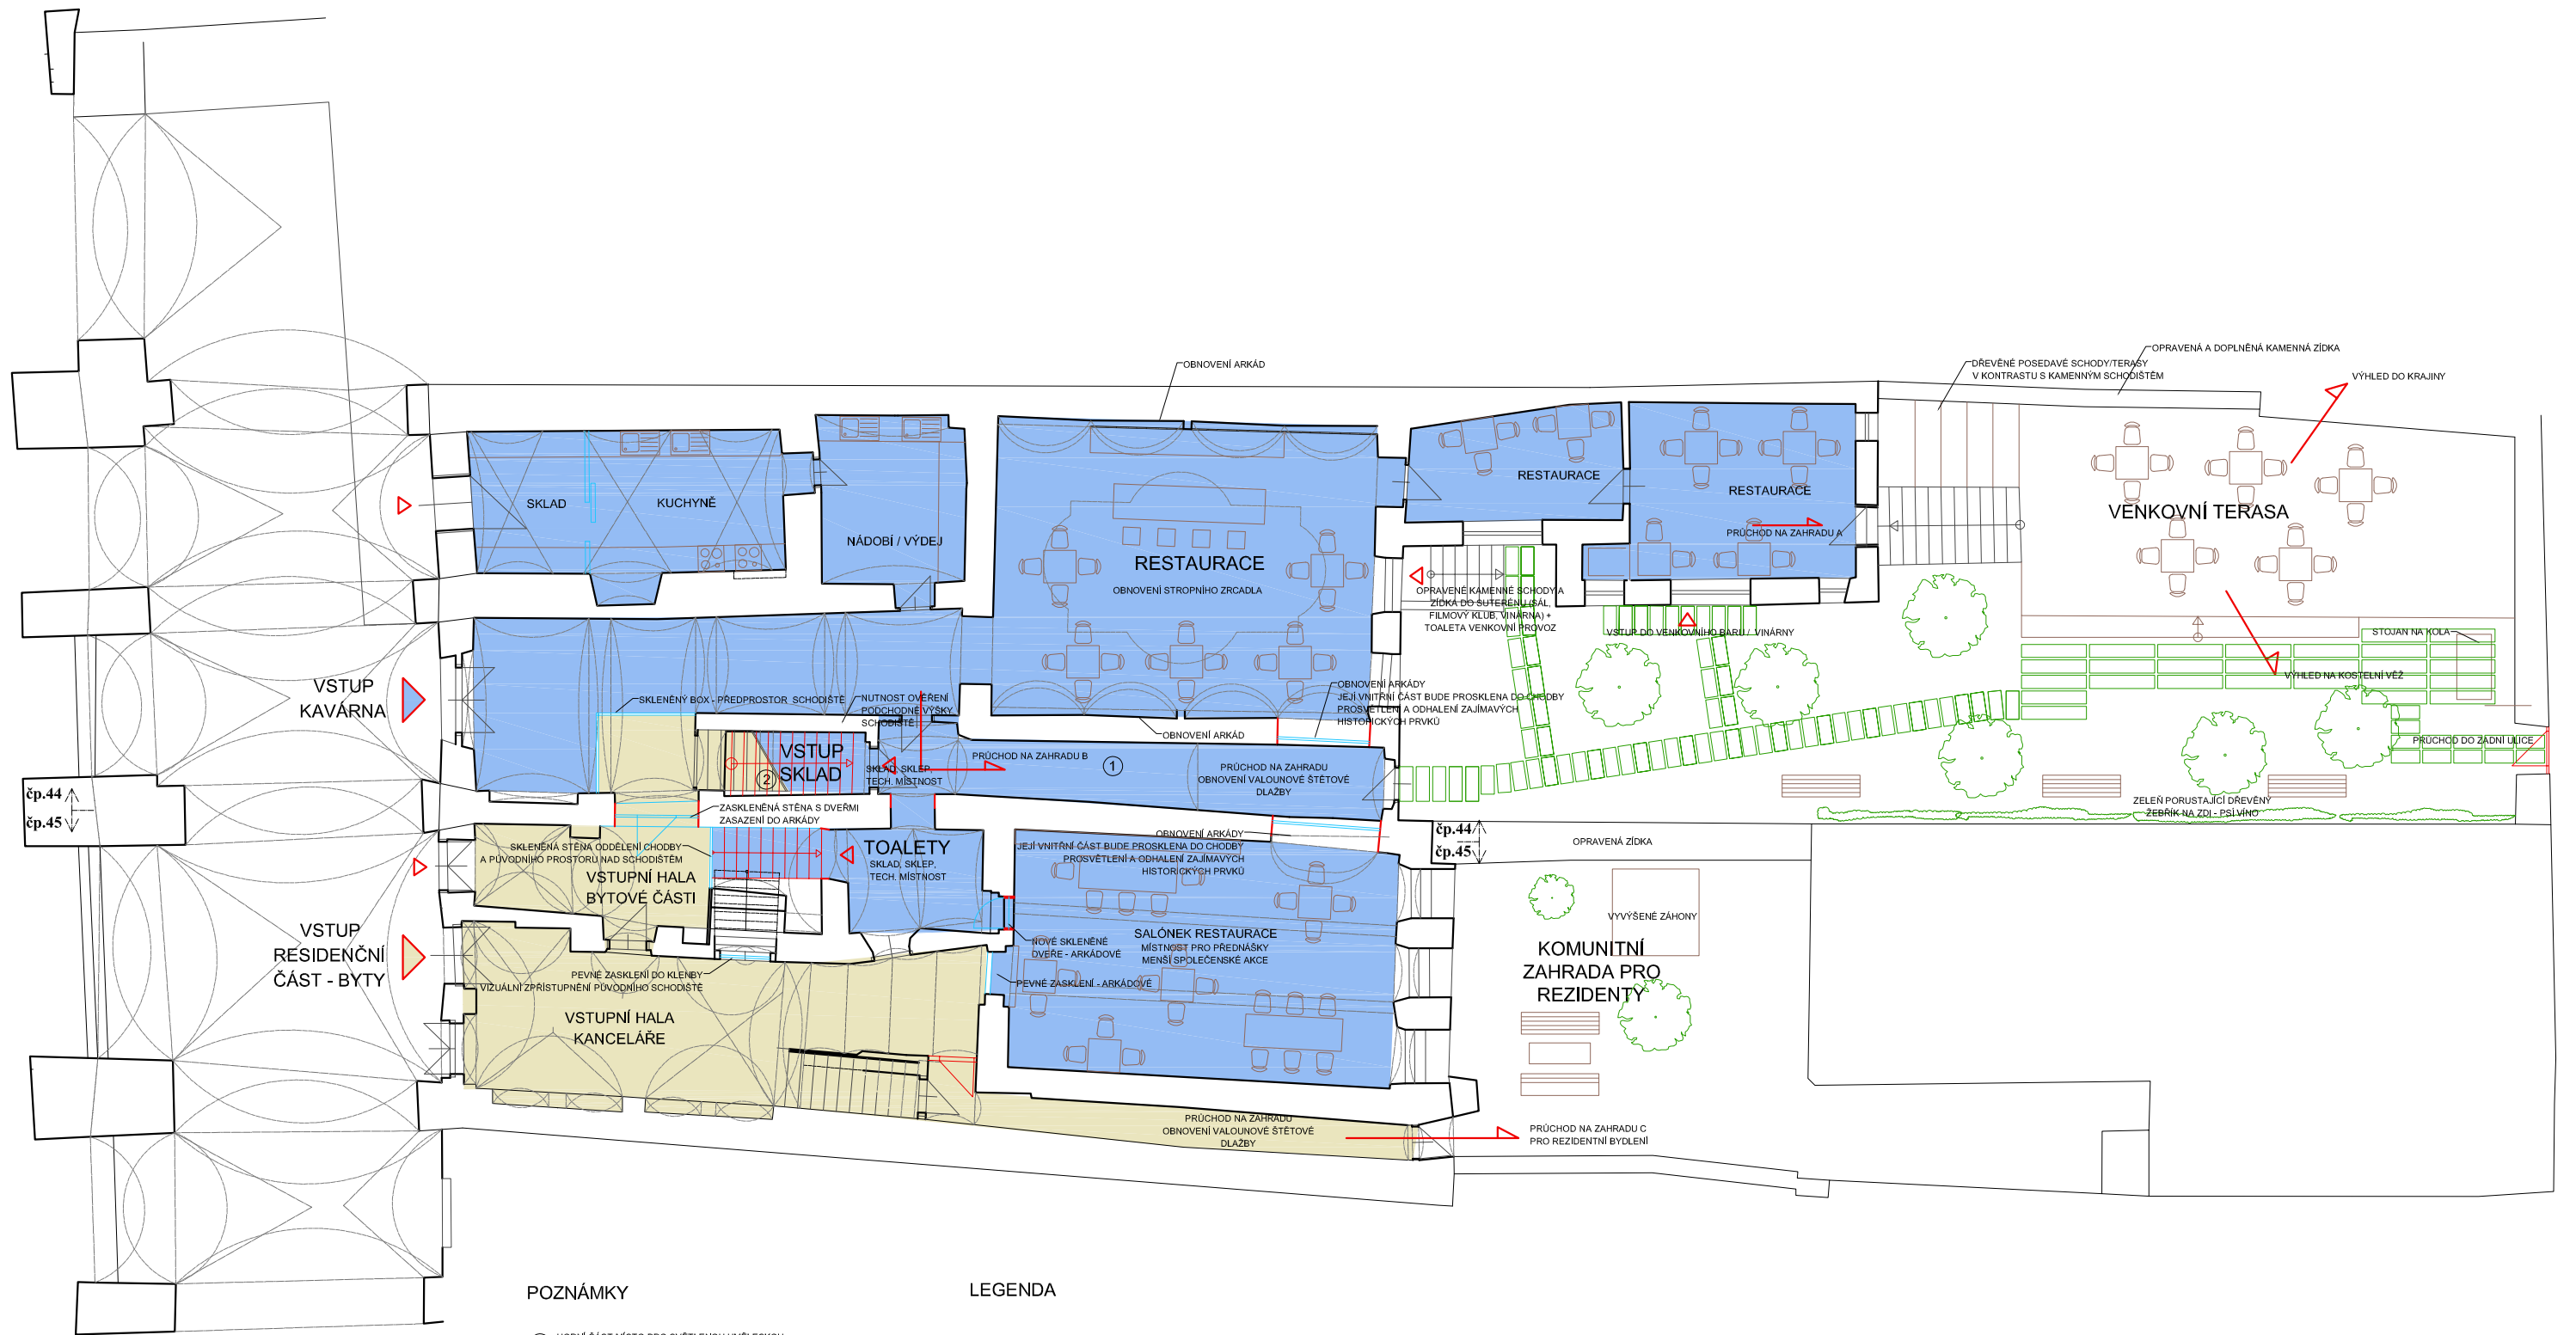 OBNOVENÍ ARKÁD
OPRAVENÁ A DOPLNĚNÁ KAMENNÁ ZÍDKA
DŘEVĚNÉ POSEDAVÉ SCHODY/TERASY
V KONTRASTU S KAMENNÝM SCHODIŠTĚM
VÝHLED DO KRAJINY
SKLAD
KUCHYNĚ
NÁDOBÍ / VÝDEJ
RESTAURACE
OBNOVENÍ STROPNÍHO ZRCADLA
RESTAURACE
RESTAURACE
PRŮCHOD NA ZAHRADU A
VENKOVNÍ TERASA
OPRAVENÉ KAMENNÉ SCHODY A
ZÍDKA DO SUTERÉNU (SÁL,
FILMOVÝ KLUB, VINÁRNA) +
TOALETA VENKOVNÍ PROVOZ
VSTUP DO VENKOVNÍHO BARU / VINÁRNY
STOJAN NA KOLA
VÝHLED NA KOSTELNÍ VĚŽ
VSTUP
KAVÁRNA
SKLENĚNÝ BOX - PŘEDPROSTOR SCHODIŠTĚ
NUTNOST OVĚŘENÍ
PODCHODNÉ VÝŠKY
SCHODIŠTĚ
OBNOVENÍ ARKÁDY
JEJÍ VNITŘNÍ ČÁST BUDE PROSKLENA DO CHODBY
PROSVĚTLENÍ A ODHALENÍ ZAJÍMAVÝCH
HISTORICKÝCH PRVKŮ
OBNOVENÍ ARKÁD
VSTUP
SKLAD
2
SKLAD, SKLEP,
TECH. MÍSTNOST
PRŮCHOD NA ZAHRADU B
1
PRŮCHOD NA ZAHRADU
OBNOVENÍ VALOUNOVÉ ŠTĚTOVÉ
DLAŽBY
PRŮCHOD DO ZADNÍ ULICE
ZELEŇ PORUSTAJÍCÍ DŘEVĚNÝ
ŽEBŘÍK NA ZDI - PSÍ VÍNO
čp.44
čp.45
ZASKLENĚNÁ STĚNA S DVEŘMI
ZASAZENÍ DO ARKÁDY
SKLENĚNÁ STĚNA ODDĚLENÍ CHODBY
A PŮVODNÍHO PROSTORU NAD SCHODIŠTĚM
VSTUPNÍ HALA
BYTOVÉ ČÁSTI
TOALETY
SKLAD, SKLEP,
TECH. MÍSTNOST
OBNOVENÍ ARKÁDY
JEJÍ VNITŘNÍ ČÁST BUDE PROSKLENA DO CHODBY
PROSVĚTLENÍ A ODHALENÍ ZAJÍMAVÝCH
HISTORICKÝCH PRVKŮ
čp.44
čp.45
OPRAVENÁ ZÍDKA
VYVÝŠENÉ ZÁHONY
KOMUNITNÍ
ZAHRADA PRO
REZIDENTY
VSTUP
RESIDENČNÍ
ČÁST - BYTY
SALÓNEK RESTAURACE
MÍSTNOST PRO PŘEDNÁŠKY
MENŠÍ SPOLEČENSKÉ AKCE
NOVÉ SKLENĚNÉ
DVEŘE - ARKÁDOVÉ
PEVNÉ ZASKLENÍ - ARKÁDOVÉ
PEVNÉ ZASKLENÍ DO KLENBY
VIZUÁLNÍ ZPŘÍSTUPNĚNÍ PŮVODNÍHO SCHODIŠTĚ
VSTUPNÍ HALA
KANCELÁŘE
PRŮCHOD NA ZAHRADU
OBNOVENÍ VALOUNOVÉ ŠTĚTOVÉ
DLAŽBY
PRŮCHOD NA ZAHRADU C
PRO REZIDENTNÍ BYDLENÍ
POZNÁMKY
LEGENDA